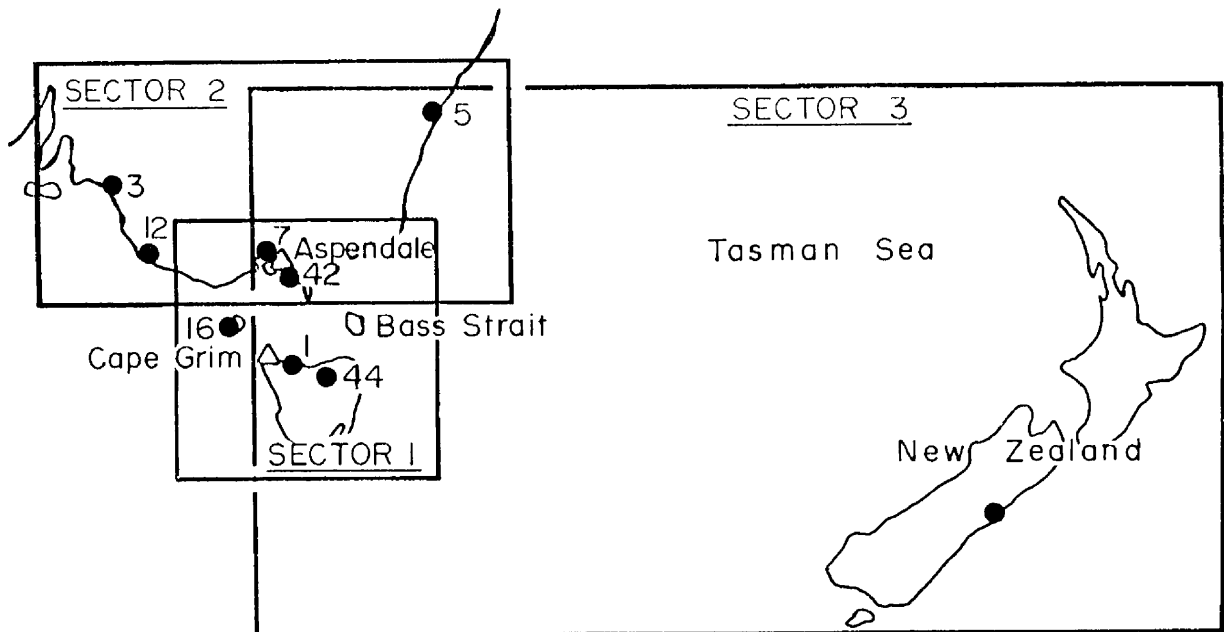 SECTOR 2
SECTOR 3
5
3
12
7
Aspendale
42
Tasman Sea
16
Bass Strait
Cape Grim
1
44
SECTOR 1
New Zealand